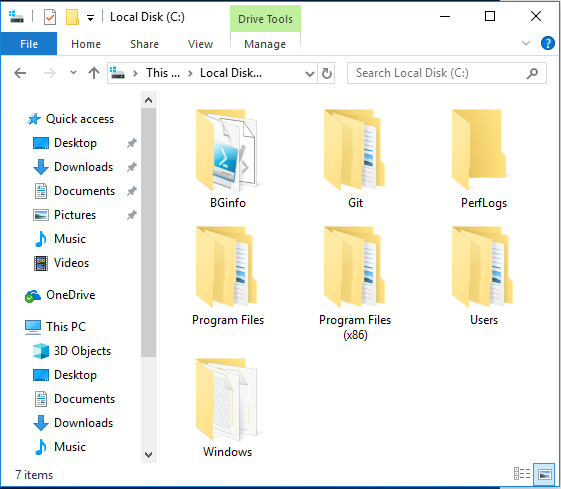 Local Disk (C:)
Drive Tools
File
Home
Share
View
Manage
This ...
Local Disk...
Search Local Disk (C:)
Quick access
Desktop
Downloads
Documents
Pictures
Music
Videos
OneDrive
This PC
3D Objects
Desktop
Documents
Downloads
Music
BGinfo
Git
PerfLogs
Program Files
Program Files
(x86)
Users
Windows
7 items